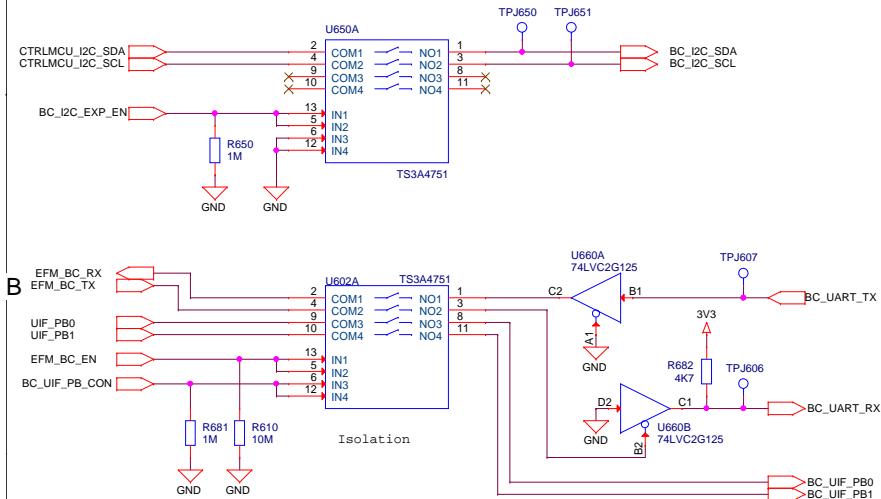 TPJ650 TPJ651
U650A
CTRLMCU_I2C_SDA 2 COM1 NO1 1 BC_I2C_SDA
CTRLMCU_I2C_SCL 4 COM2 NO2 3 BC_I2C_SCL
9 COM3 NO3 8
10 COM4 NO4 11
BC_I2C_EXP_EN 13 IN1
5 IN2
6 IN3
12 IN4
R650
1M
TS3A4751
GND GND
B
U660A
74LVC2G125
TPJ607
U602A TS3A4751
EFM_BC_RX 2 COM1 NO1 1 C2 B1 BC_UART_TX
EFM_BC_TX 4 COM2 NO2 3
UIF_PB0 9 COM3 NO3 8
UIF_PB1 10 COM4 NO4 11
A1
GND
3V3
EFM_BC_EN 13 IN1
5 IN2
BC_UIF_PB_CON 6 IN3
12 IN4
R682
4K7
TPJ606
D2 C1 BC_UART_RX
GND
U660B
74LVC2G125
B2
R681
1M
R610
10M
Isolation
GND GND
BC_UIF_PB0
BC_UIF_PB1